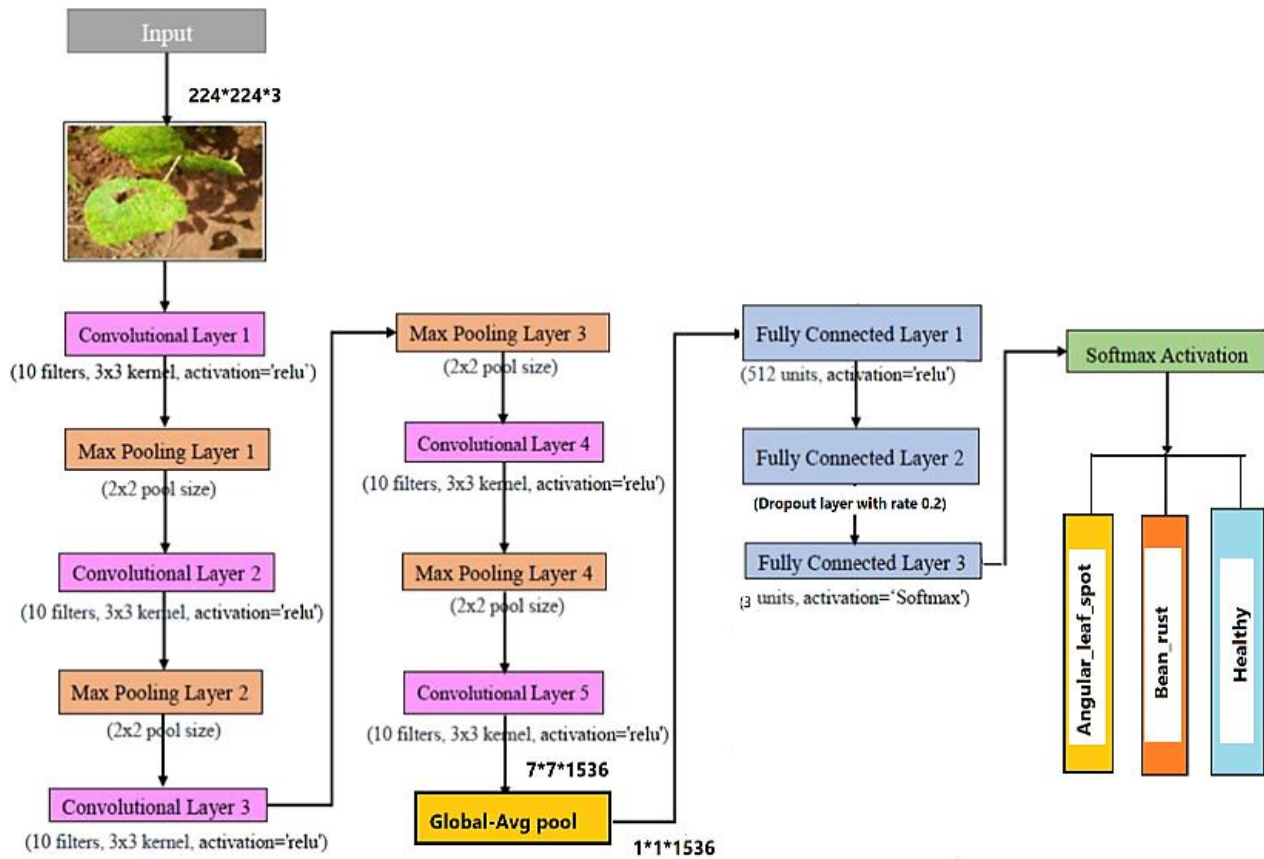 Input
224*224*3
Convolutional Layer 1
(10 filters, 3x3 kernel, activation='relu`)
Max Pooling Layer 1
(2x2 pool size)
Convolutional Layer 2
(10 filters, 3x3 kernel, activation='relu')
Max Pooling Layer 2
(2x2 pool size)
Convolutional Layer 3
(10 filters, 3x3 kernel, activation='relu')
Max Pooling Layer 3
(2x2 pool size)
Convolutional Layer 4
(10 filters, 3x3 kernel, activation='relu')
Max Pooling Layer 4
(2x2 pool size)
Convolutional Layer 5
(10 filters, 3x3 kernel, activation='relu')
7*7*1536
Global-Avg pool
1*1*1536
Fully Connected Layer 1
(512 units, activation='relu')
Fully Connected Layer 2
(Dropout layer with rate 0.2)
Fully Connected Layer 3
(3 units, activation=‘Softmax')
Softmax Activation
Angular_leaf_spot
Bean_rust
Healthy